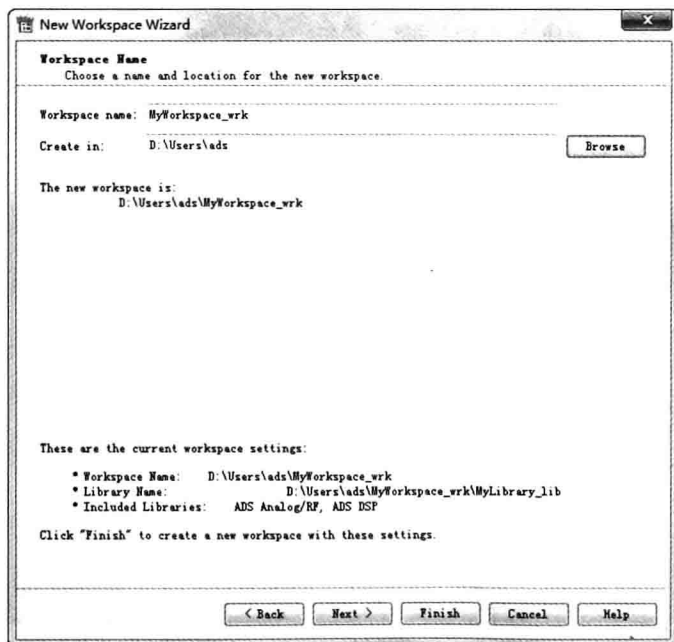 New Workspace Wizard
Workspace Name
Choose a name and location for the new workspace.
Workspace name: MyWorkspace_wrk
Create in: D:\Users\ads Browse
The new workspace is:
D:\Users\ads\MyWorkspace_wrk
These are the current workspace settings:
* Workspace Name: D:\Users\ads\MyWorkspace_wrk
* Library Name: D:\Users\ads\MyWorkspace_wrk\MyLibrary_lib
* Included Libraries: ADS Analog/RF, ADS DSP
Click "Finish" to create a new workspace with these settings.
< Back Next > Finish Cancel Help